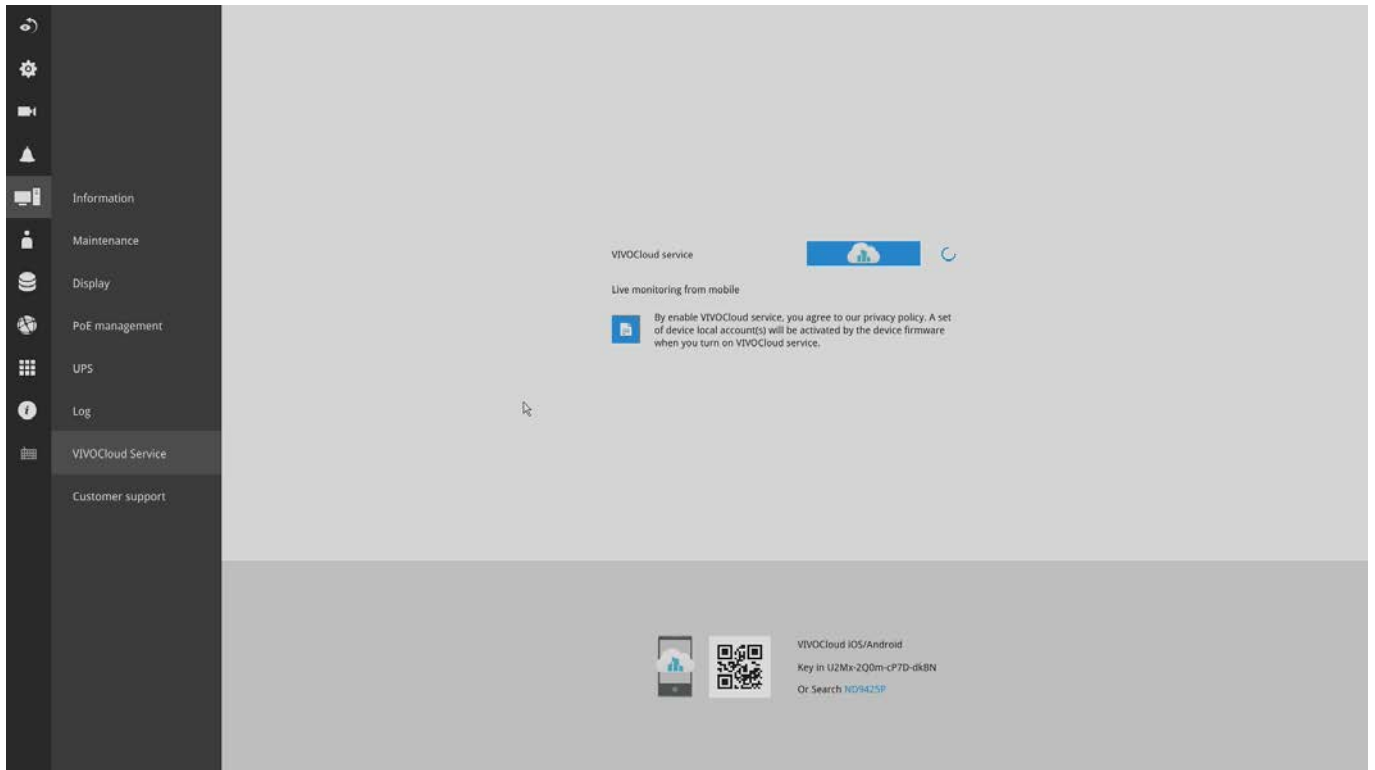 Information
Maintenance
Display
PoE management
UPS
Log
VIVOCloud Service
Customer support
VIVOCloud service
Live monitoring from mobile
By enable VIVOCloud service, you agree to our privacy policy. A set
of device local account(s) will be activated by the device firmware
when you turn on VIVOCloud service.
VIVOCloud iOS/Android
Key in U2Mx-2Q0m-cP7D-dkBN
Or Search ND9425P